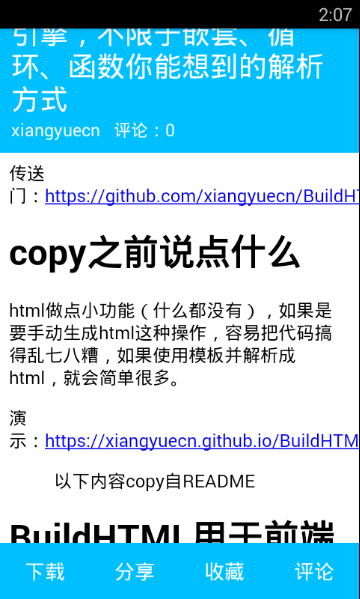 2:07
引擎，不限于嵌套、循
环、函数你能想到的解析
方式
xiangyuecn 评论：0
传送
门：https://github.com/xiangyuecn/BuildHT
copy之前说点什么
html做点小功能（什么都没有），如果是
要手动生成html这种操作，容易把代码搞
得乱七八糟，如果使用模板并解析成
html，就会简单很多。
演
示：https://xiangyuecn.github.io/BuildHTM
以下内容copy自README
BuildHTML用于前端
下载 分享 收藏 评论